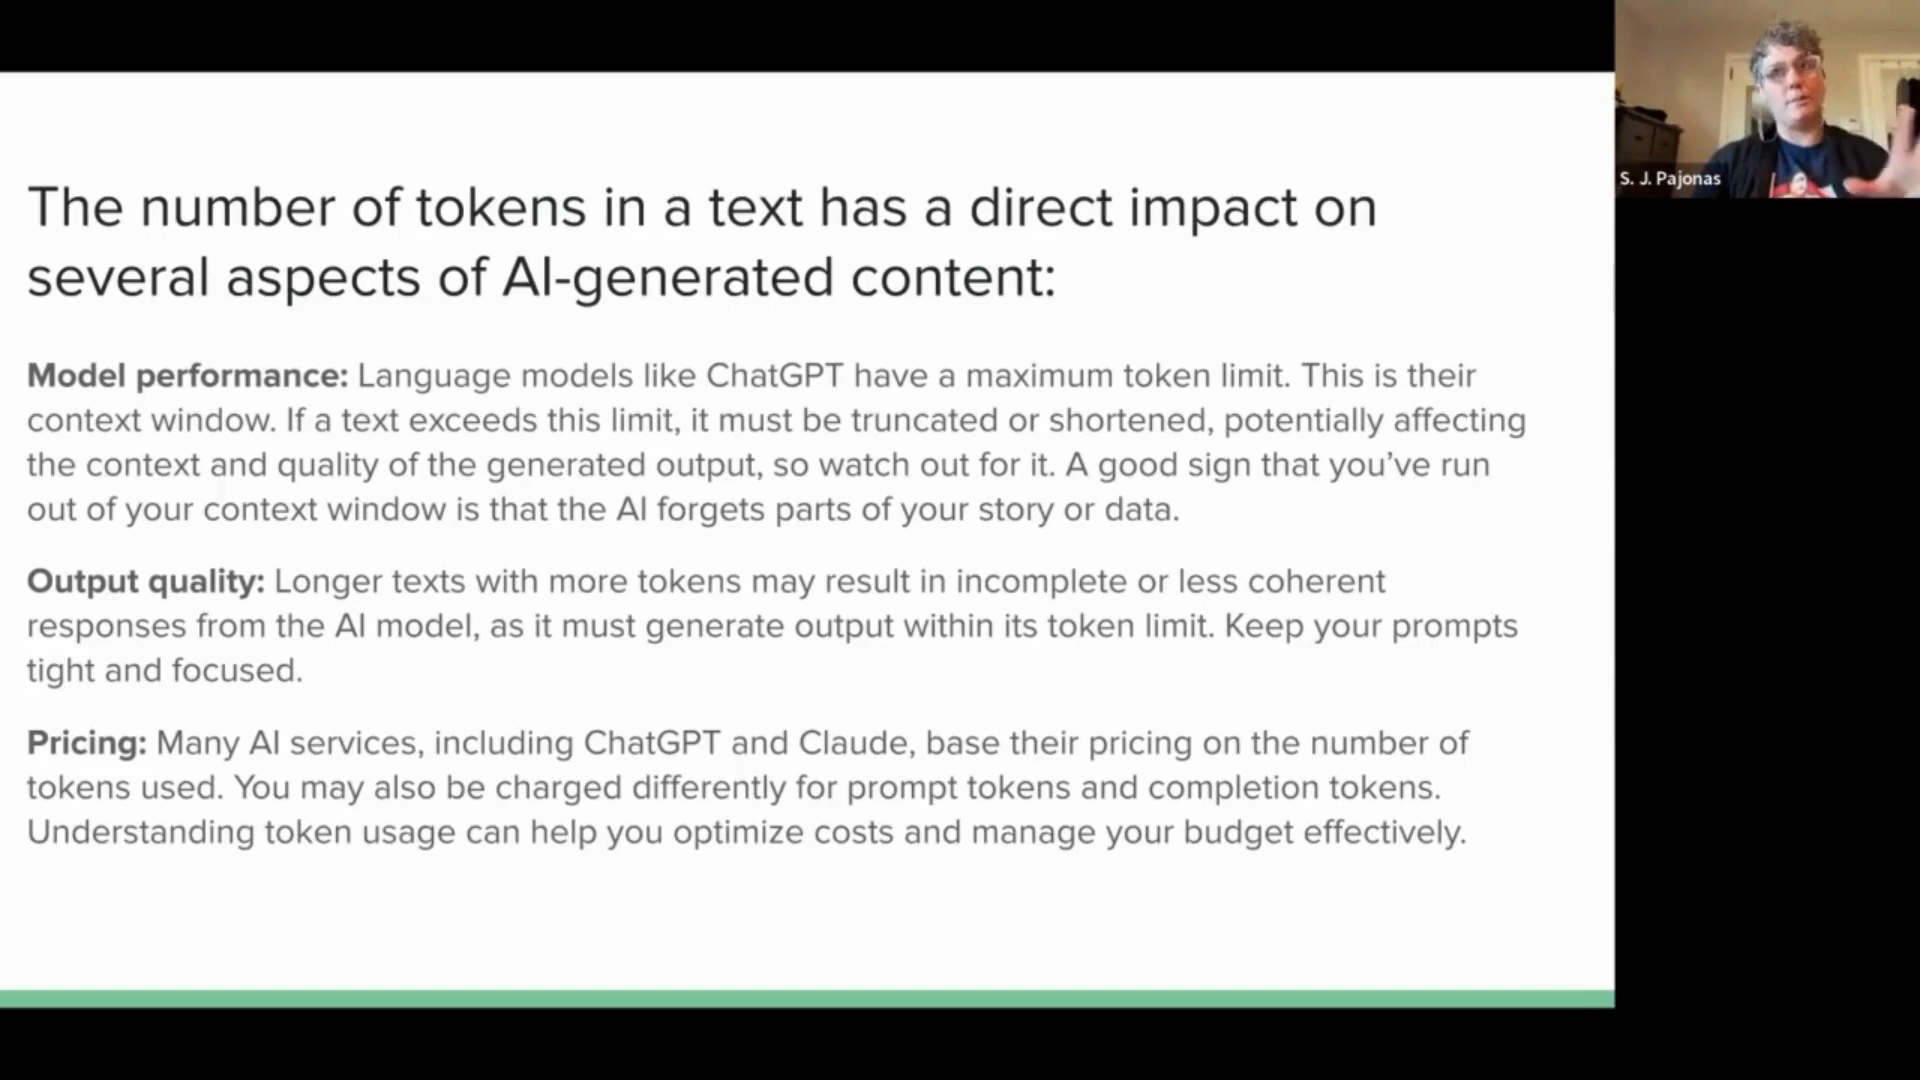 The number of tokens in a text has a direct impact on
several aspects of AI-generated content:
Model performance: Language models like ChatGPT have a maximum token limit. This is their
context window. If a text exceeds this limit, it must be truncated or shortened, potentially affecting
the context and quality of the generated output, so watch out for it. A good sign that you’ve run
out of your context window is that the AI forgets parts of your story or data.
Output quality: Longer texts with more tokens may result in incomplete or less coherent
responses from the AI model, as it must generate output within its token limit. Keep your prompts
tight and focused.
Pricing: Many AI services, including ChatGPT and Claude, base their pricing on the number of
tokens used. You may also be charged differently for prompt tokens and completion tokens.
Understanding token usage can help you optimize costs and manage your budget effectively.
S. J. Pajonas